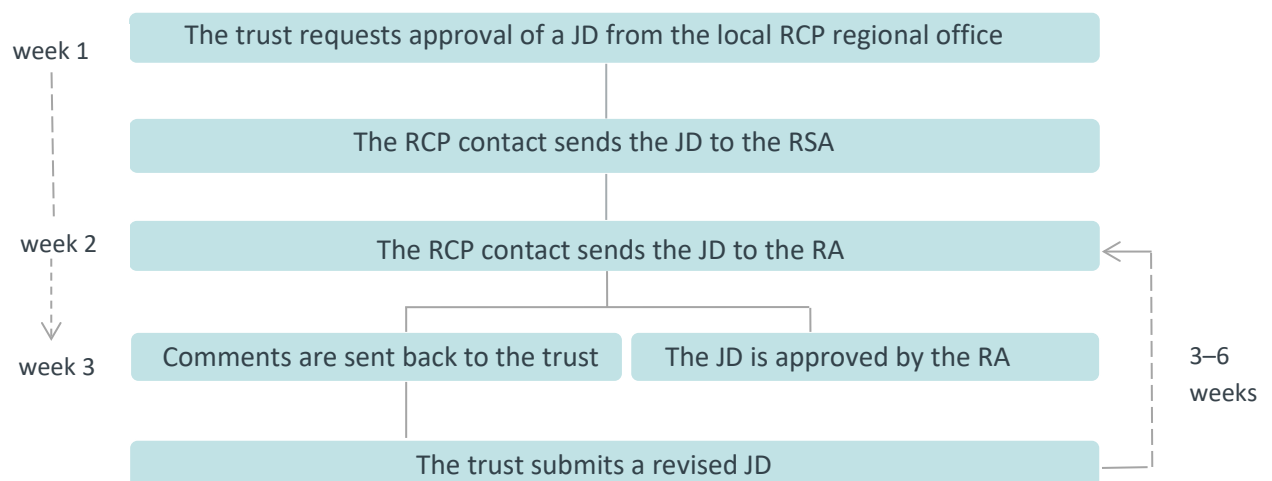 week 1
The trust requests approval of a JD from the local RCP regional office
The RCP contact sends the JD to the RSA
week 2
The RCP contact sends the JD to the RA
week 3
Comments are sent back to the trust
The JD is approved by the RA
3–6
weeks
The trust submits a revised JD